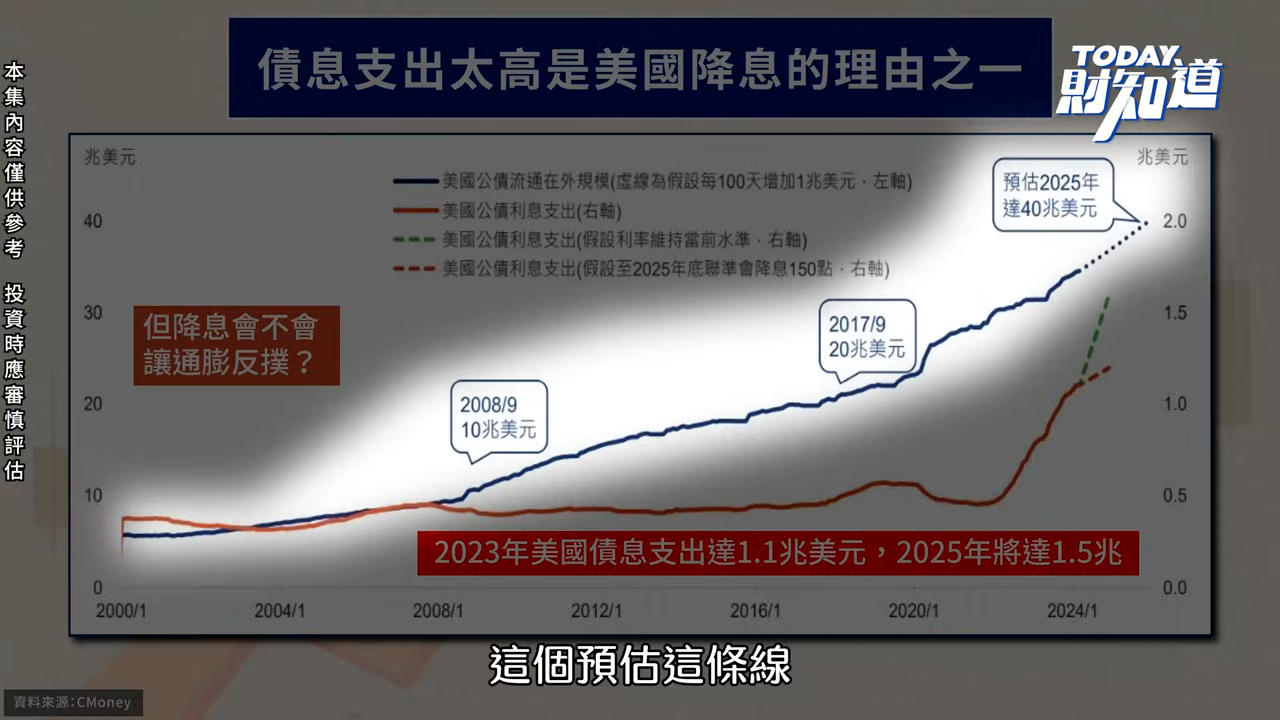 債息支出太高是美國降息的理由之一
TODAY
財知道
本集內容僅供參考 投資時應審慎評估
兆美元
兆美元
美國公債流通在外規模(虛線為假設每100天增加1兆美元，左軸)
美國公債利息支出(右軸)
美國公債利息支出(假設利率維持當前水準，右軸)
美國公債利息支出(假設至2025年底聯準會降息150點，右軸)
預估2025年
達40兆美元
40
30
20
10
0
2.0
1.5
1.0
0.5
0.0
但降息會不會
讓通膨反撲？
2017/9
20兆美元
2008/9
10兆美元
2023年美國債息支出達1.1兆美元，2025年將達1.5兆
2000/1
2004/1
2008/1
2012/1
2016/1
2020/1
2024/1
這個預估這條線
資料來源:CMoney